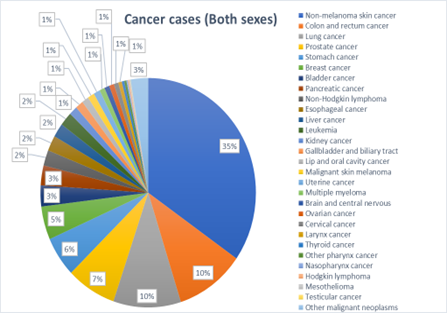 Cancer cases (Both sexes)
1%
1%
1%
1%
1%
1%
1%
1%
1%
1%
2%
2%
2%
2%
3%
3%
5%
6%
7%
10%
10%
35%
3%
Non-melanoma skin cancer
Colon and rectum cancer
Lung cancer
Prostate cancer
Stomach cancer
Breast cancer
Bladder cancer
Pancreatic cancer
Non-Hodgkin lymphoma
Esophageal cancer
Liver cancer
Leukemia
Kidney cancer
Gallbladder and biliary tract
Lip and oral cavity cancer
Malignant skin melanoma
Uterine cancer
Multiple myeloma
Brain and central nervous
Ovarian cancer
Cervical cancer
Larynx cancer
Thyroid cancer
Other pharynx cancer
Nasopharynx cancer
Hodgkin lymphoma
Mesothelioma
Testicular cancer
Other malignant neoplasms